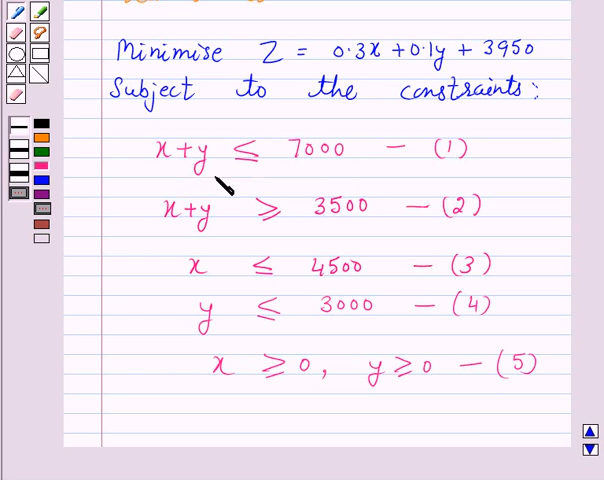 Minimise Z = 0.3x + 0.1y + 3950
Subject to the constraints:
x+y ≤ 7000 — (1)
x+y ≥ 3500 — (2)
x ≤ 4500 — (3)
y ≤ 3000 — (4)
x ≥ 0, y ≥ 0 — (5)